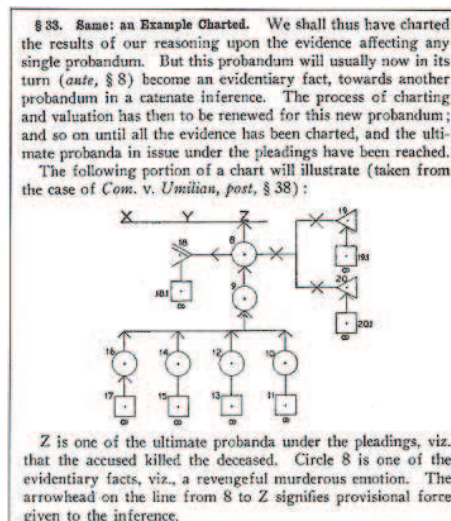 § 33. Same: an Example Charted. We shall thus have charted
the results of our reasoning upon the evidence affecting any
single probandum. But this probandum will usually now in its
turn (ante, § 8) become an evidentiary fact, towards another
probandum in a catenate inference. The process of charting
and valuation has then to be renewed for this new probandum;
and so on until all the evidence has been charted, and the ulti-
mate probanda in issue under the pleadings have been reached.
The following portion of a chart will illustrate (taken from
the case of Com. v. Umilian, post, § 38):
X Y Z
19
18
8
19.1
20
18.1
∞
∞
9
20.1
∞
16 14 12 10
17 15 13 11
∞ ∞ ∞ ∞
Z is one of the ultimate probanda under the pleadings, viz.
that the accused killed the deceased. Circle 8 is one of the
evidentiary facts, viz., a revengeful murderous emotion. The
arrowhead on the line from 8 to Z signifies provisional force
given to the inference.